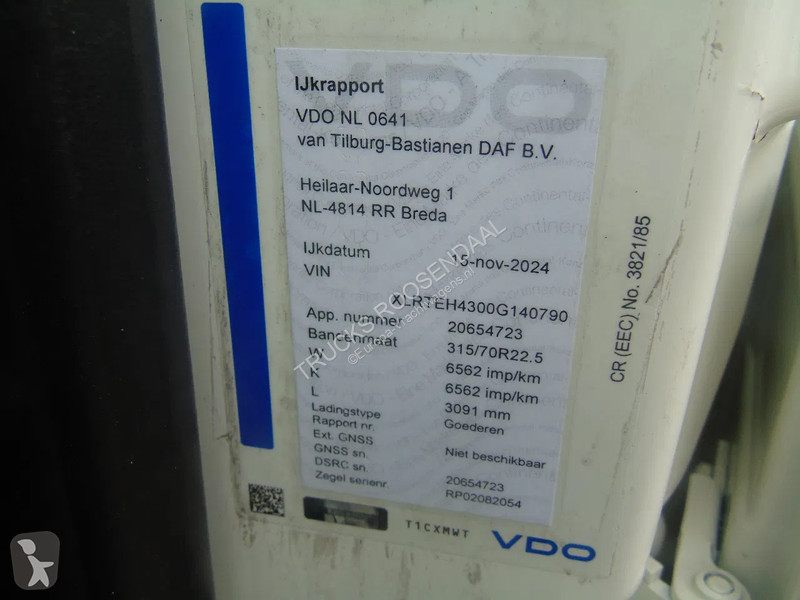 IJkrapport
VDO NL 0641
van Tilburg-Bastianen DAF B.V.
Heilaar-Noordweg 1
NL-4814 RR Breda
IJkdatum 15-nov-2024
VIN XLRTEH4300G140790
App. nummer 20654723
Bandenmaat 315/70R22.5
W 6562 imp/km
K 6562 imp/km
L 3091 mm
Ladingstype Goederen
Rapport nr.
Ext. GNSS Niet beschikbaar
GNSS sn.
DSRC sn. 20654723
Zegel serienr. RP02082054
T1CXMWT VDO
CR (EEC) No. 3821/85
TRUCKS ROOSENDAAL
VDO